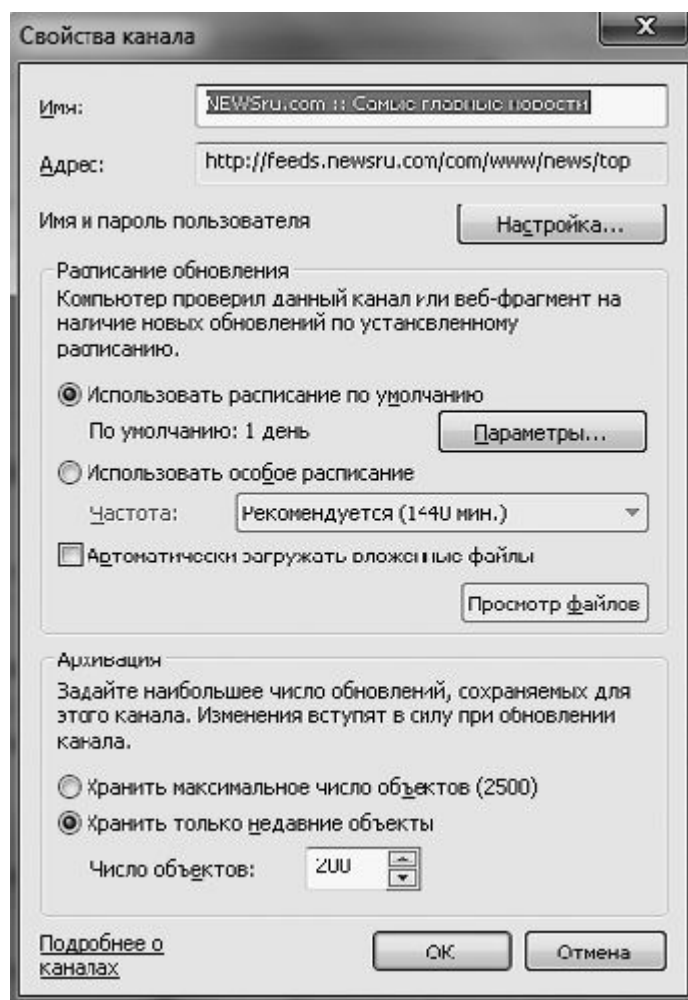 Свойства канала
X
Имя:
NEWSru.com :: Самые главные новости
Адрес:
http://feeds.newsru.com/com/www/news/top
Имя и пароль пользователя
Настройка...
Расписание обновления
Компьютер проверил данный канал или веб-фрагмент на
наличие новых обновлений по установленному
расписанию.
Использовать расписание по умолчанию
По умолчанию: 1 день
Параметры...
Использовать особое расписание
Частота:
Рекомендуется (1440 мин.)
Автоматически загружать вложенные файлы
Просмотр файлов
Архивация
Задайте наибольшее число обновлений, сохраняемых для
этого канала. Изменения вступят в силу при обновлении
канала.
Хранить максимальное число объектов (2500)
Хранить только недавние объекты
Число объектов:
200
Подробнее о
каналах
ОК
Отмена